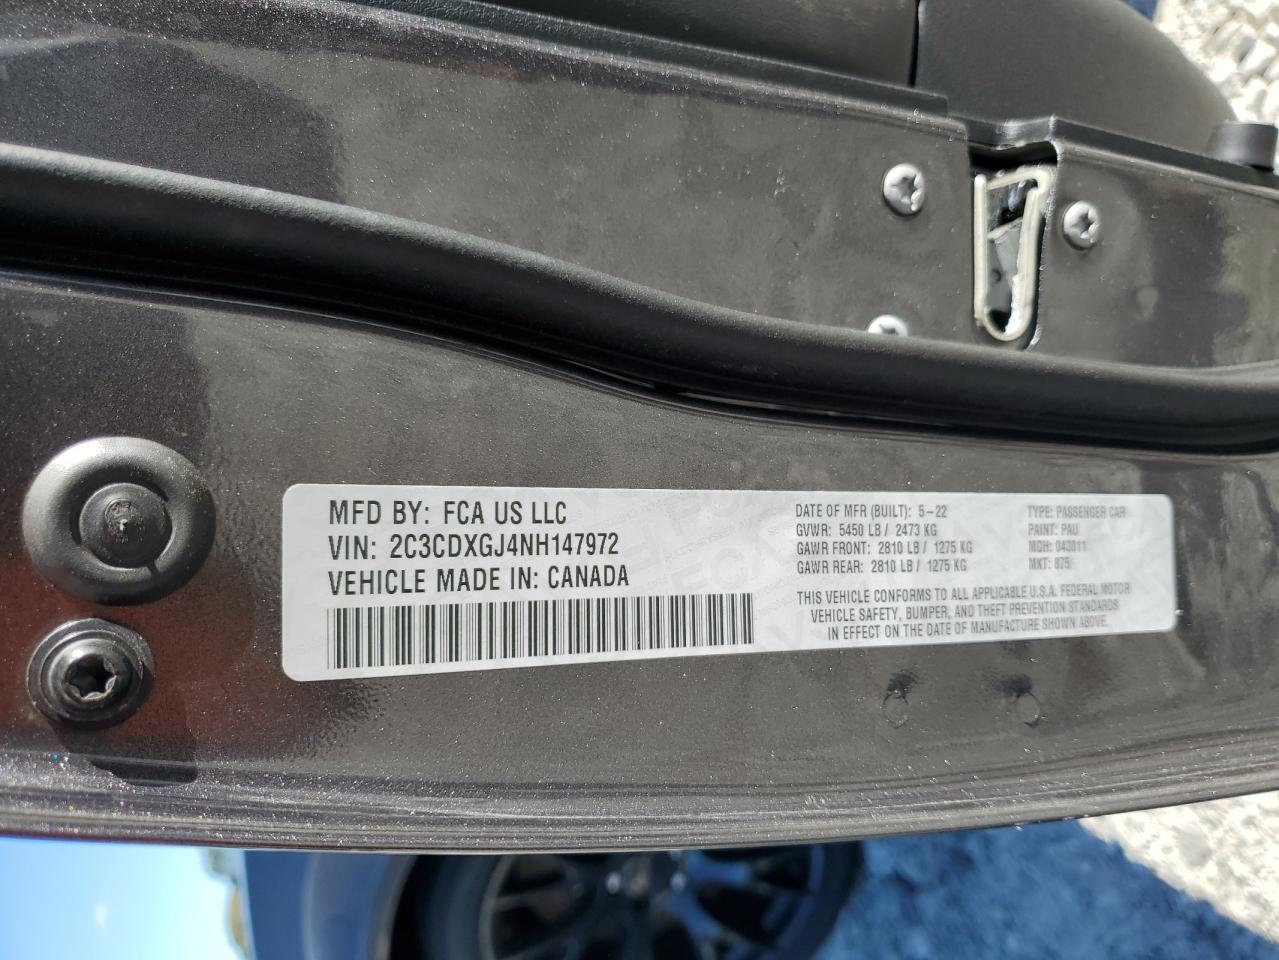 MFD BY: FCA US LLC
VIN: 2C3CDXGJ4NH147972
VEHICLE MADE IN: CANADA
DATE OF MFR (BUILT): 5-22
GVWR: 5450 LB / 2473 KG
GAWR FRONT: 2810 LB / 1275 KG
GAWR REAR: 2810 LB / 1275 KG
TYPE: PASSENGER CAR
PAINT: PAU
MDH: 043011
MKT: 875
THIS VEHICLE CONFORMS TO ALL APPLICABLE U.S.A. FEDERAL MOTOR
VEHICLE SAFETY, BUMPER, AND THEFT PREVENTION STANDARDS
IN EFFECT ON THE DATE OF MANUFACTURE SHOWN ABOVE.